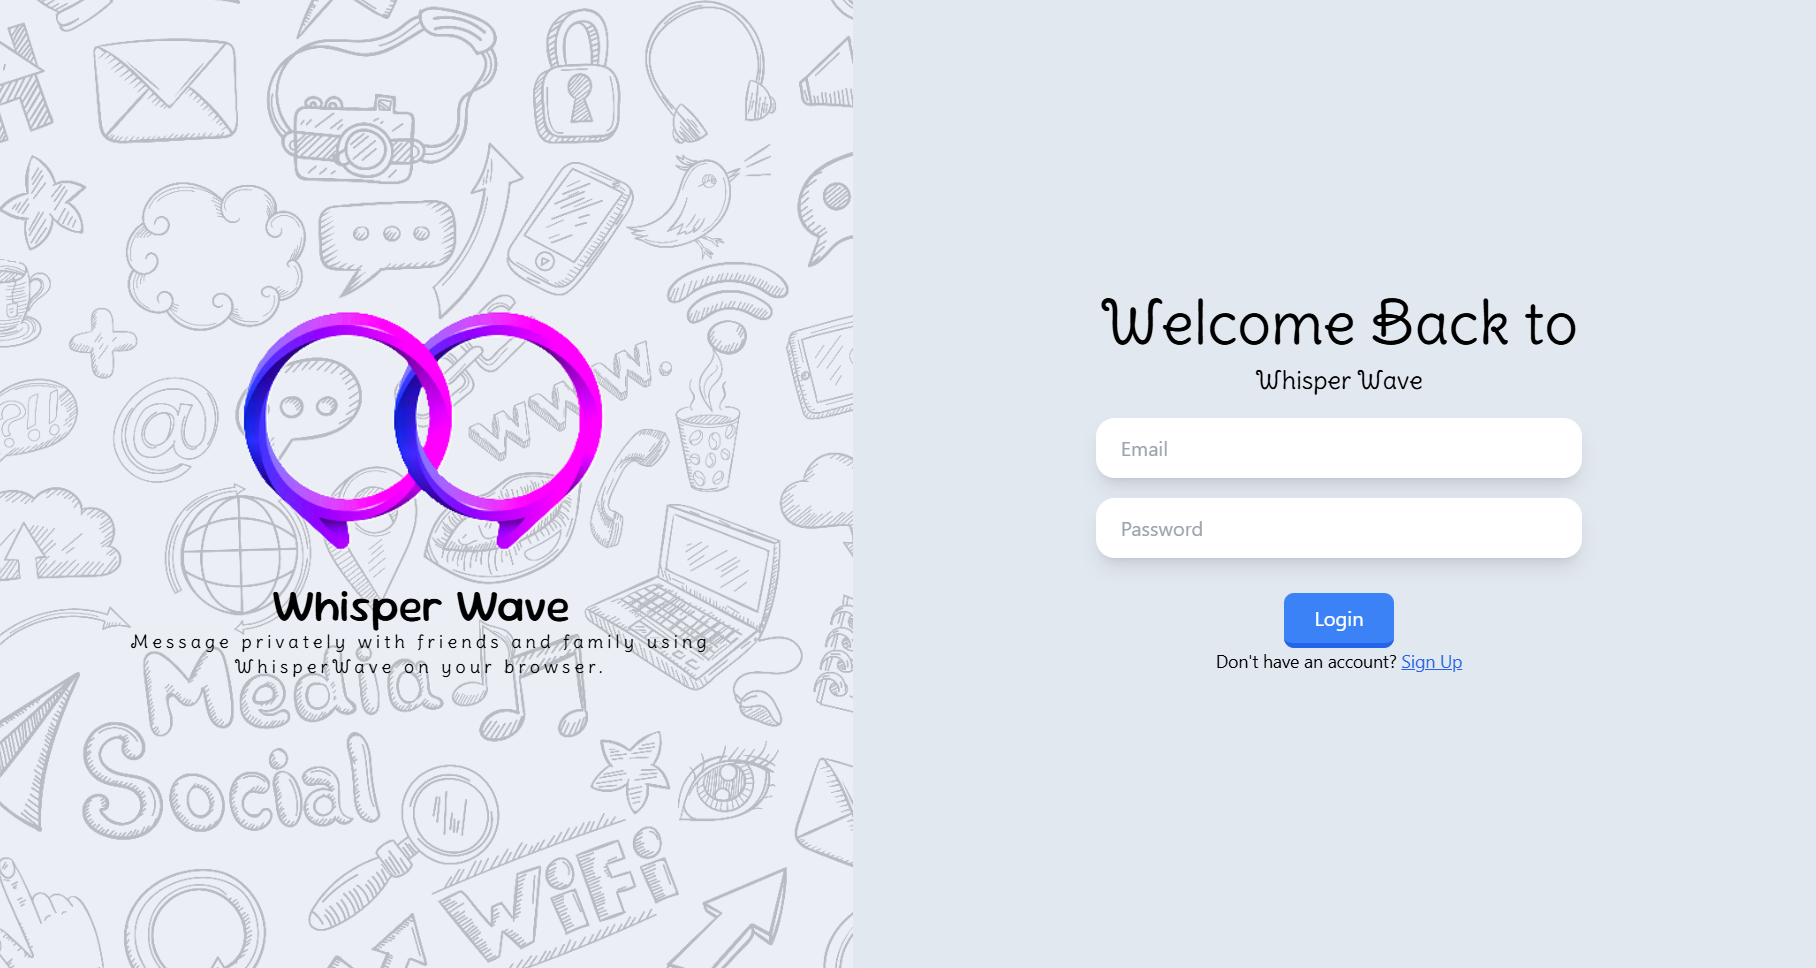 ?!!
@
www.
Whisper Wave
Message privately with friends and family using
WhisperWave on your browser.
Media
Social
WiFi
Welcome Back to
Whisper Wave
Email
Password
Login
Don't have an account? Sign Up